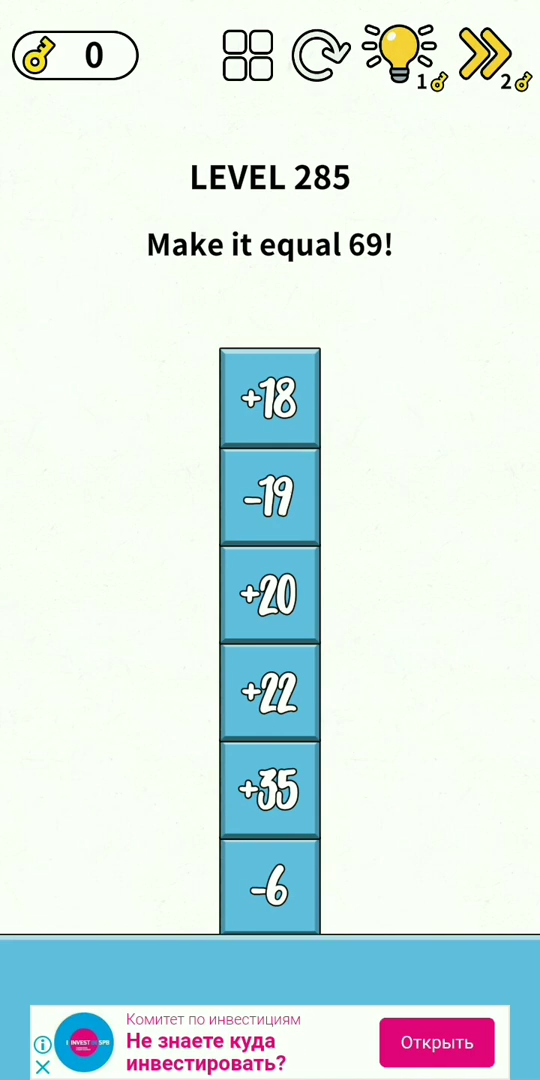 0
1
2
LEVEL 285
Make it equal 69!
+18
-19
+20
+22
+35
-6
Комитет по инвестициям
Не знаете куда
инвестировать?
Открыть